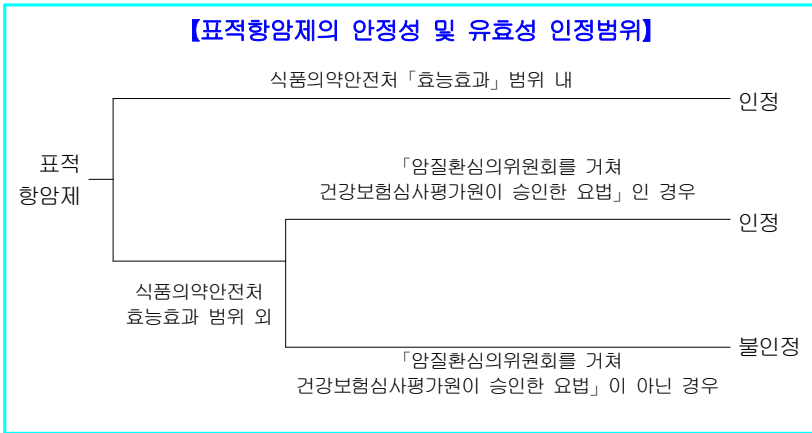 【표적항암제의 안정성 및 유효성 인정범위】
식품의약안전처「효능효과」범위 내
인정
표적
항암제
「암질환심의위원회를 거쳐
건강보험심사평가원이 승인한 요법」인 경우
인정
식품의약안전처
효능효과 범위 외
불인정
「암질환심의위원회를 거쳐
건강보험심사평가원이 승인한 요법」이 아닌 경우